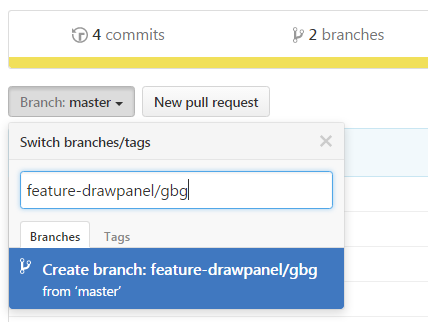 4 commits 2 branches
Branch: master New pull request
Switch branches/tags
feature-drawpanel/gbg
Branches Tags
Create branch: feature-drawpanel/gbg
from ‘master’